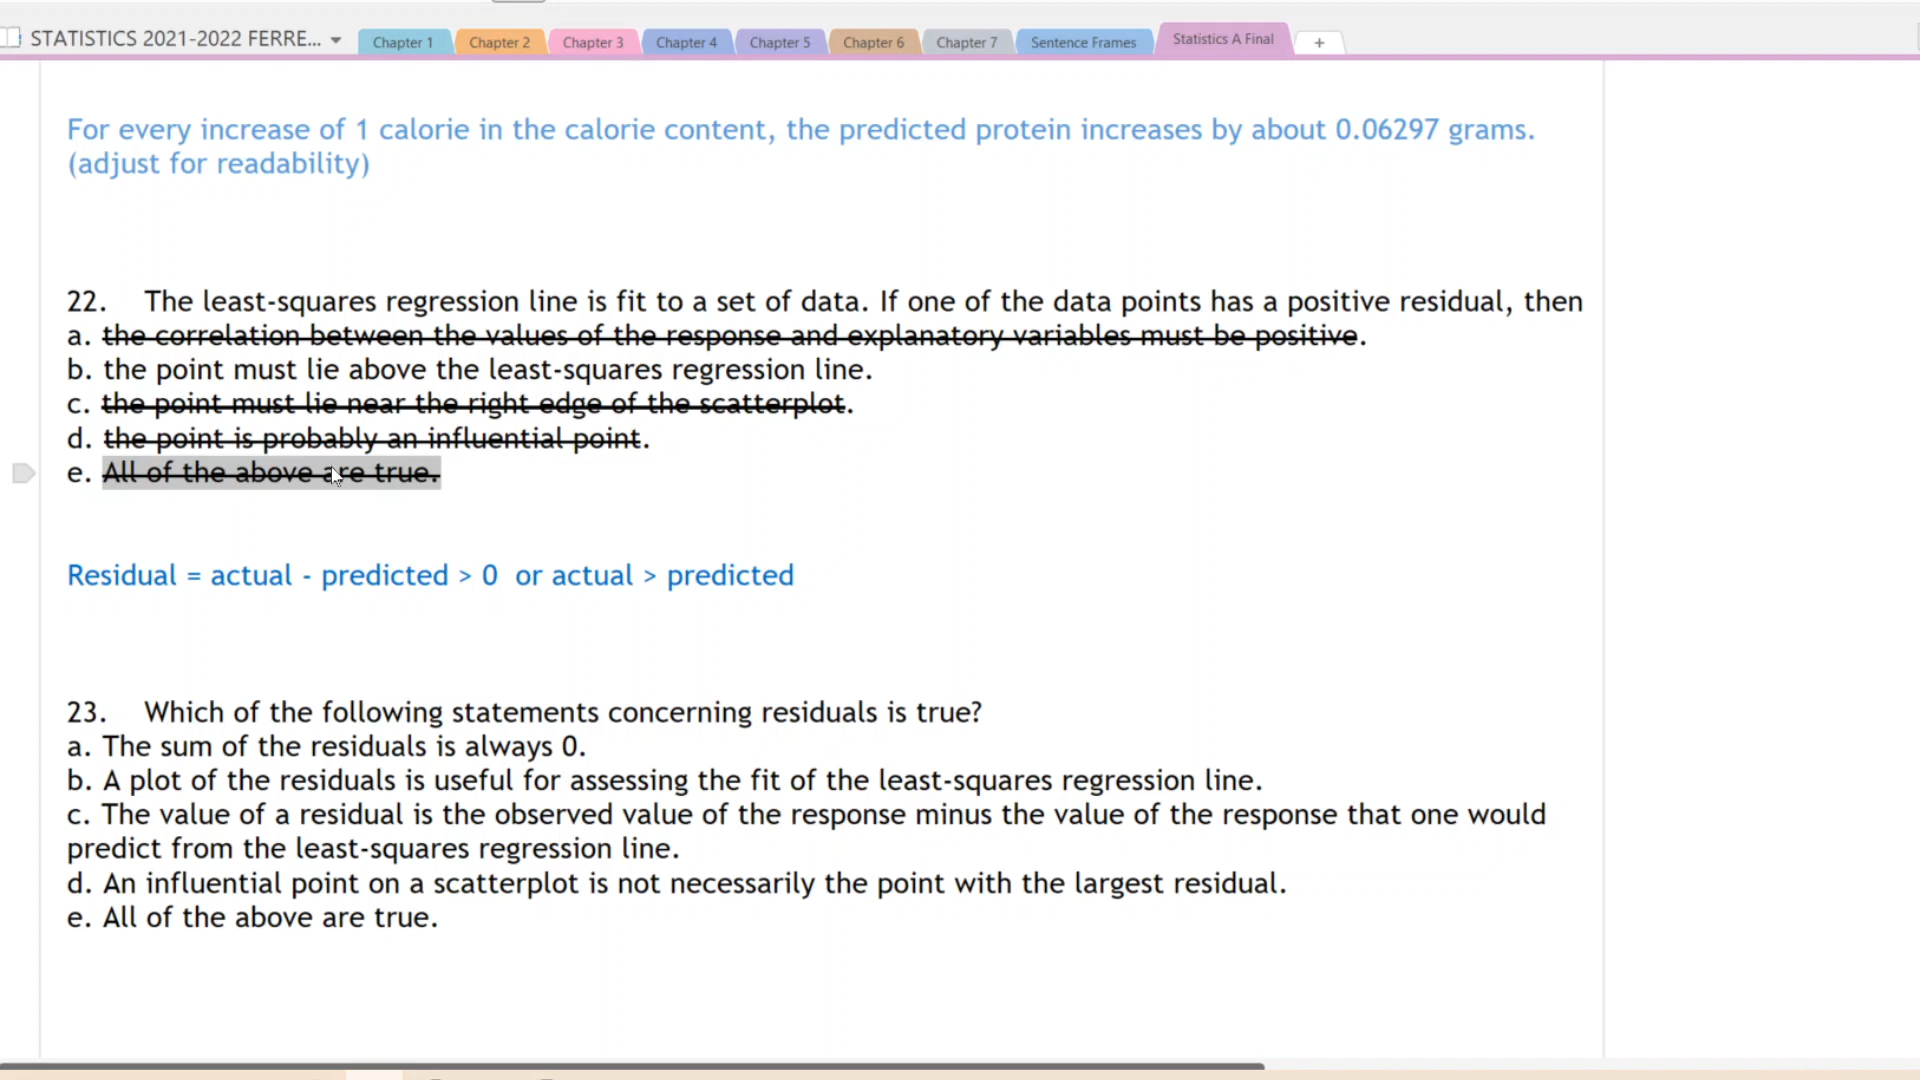 STATISTICS 2021-2022 FERRE...
Chapter 1
Chapter 2
Chapter 3
Chapter 4
Chapter 5
Chapter 6
Chapter 7
Sentence Frames
Statistics A Final
+
For every increase of 1 calorie in the calorie content, the predicted protein increases by about 0.06297 grams.
(adjust for readability)
22. The least-squares regression line is fit to a set of data. If one of the data points has a positive residual, then
a. the correlation between the values of the response and explanatory variables must be positive.
b. the point must lie above the least-squares regression line.
c. the point must lie near the right edge of the scatterplot.
d. the point is probably an influential point.
e. All of the above are true.
Residual = actual - predicted > 0 or actual > predicted
23. Which of the following statements concerning residuals is true?
a. The sum of the residuals is always 0.
b. A plot of the residuals is useful for assessing the fit of the least-squares regression line.
c. The value of a residual is the observed value of the response minus the value of the response that one would
predict from the least-squares regression line.
d. An influential point on a scatterplot is not necessarily the point with the largest residual.
e. All of the above are true.